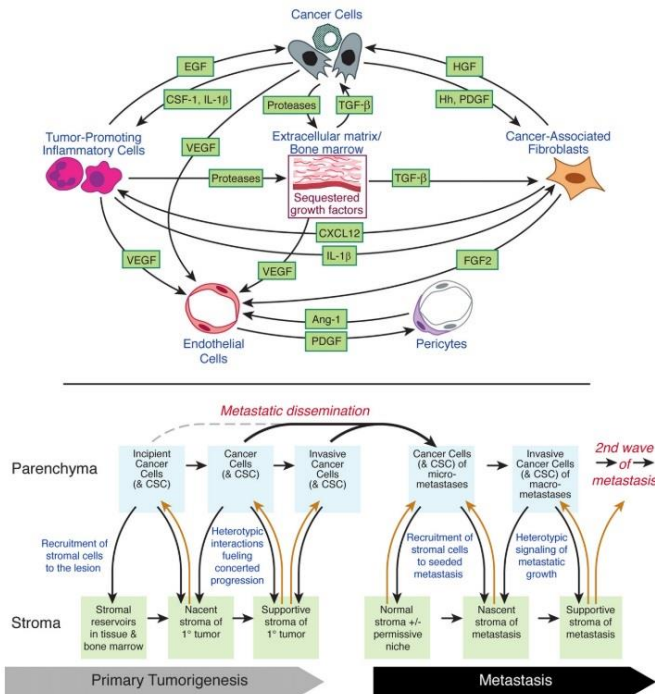 Cancer Cells
EGF
HGF
CSF-1, IL-1β
Proteases
TGF-β
Hh, PDGF
Tumor-Promoting
Inflammatory Cells
VEGF
Extracellular matrix/
Bone marrow
Cancer-Associated
Fibroblasts
Proteases
TGF-β
Sequestered
growth factors
CXCL12
IL-1β
VEGF
VEGF
FGF2
Ang-1
PDGF
Endothelial
Cells
Pericytes
Metastatic dissemination
Parenchyma
Incipient
Cancer Cells
(& CSC)
Cancer
Cells
(& CSC)
Invasive
Cancer
Cells
(& CSC)
Cancer Cells
(& CSC) of
micro-
metastases
Invasive
Cancer Cells
(& CSC) of
macro-
metastases
2nd wave
of
metastasis
Recruitment of
stromal cells
to the lesion
Heterotypic
interactions
fueling
concerted
progression
Recruitment of
stromal cells
to seeded
metastasis
Heterotypic
signaling of
metastatic
growth
Stroma
Stromal
reservoirs
in tissue &
bone marrow
Nacent
stroma of
1° tumor
Supportive
stroma of
1° tumor
Normal
stroma +/-
permissive
niche
Nascent
stroma of
metastasis
Supportive
stroma of
metastasis
Primary Tumorigenesis
Metastasis